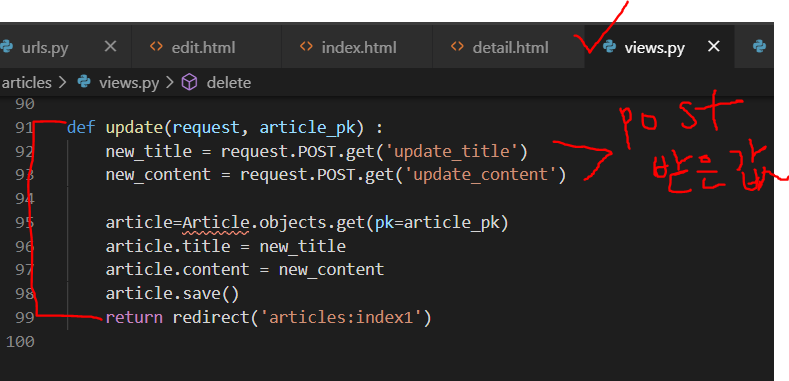 urls.py
edit.html
index.html
detail.html
views.py
articles > views.py > delete
90
91 def update(request, article_pk) :
92 new_title = request.POST.get('update_title')
93 new_content = request.POST.get('update_content')
94
95 article=Article.objects.get(pk=article_pk)
96 article.title = new_title
97 article.content = new_content
98 article.save()
99 return redirect('articles:index1')
100
post
받은 값